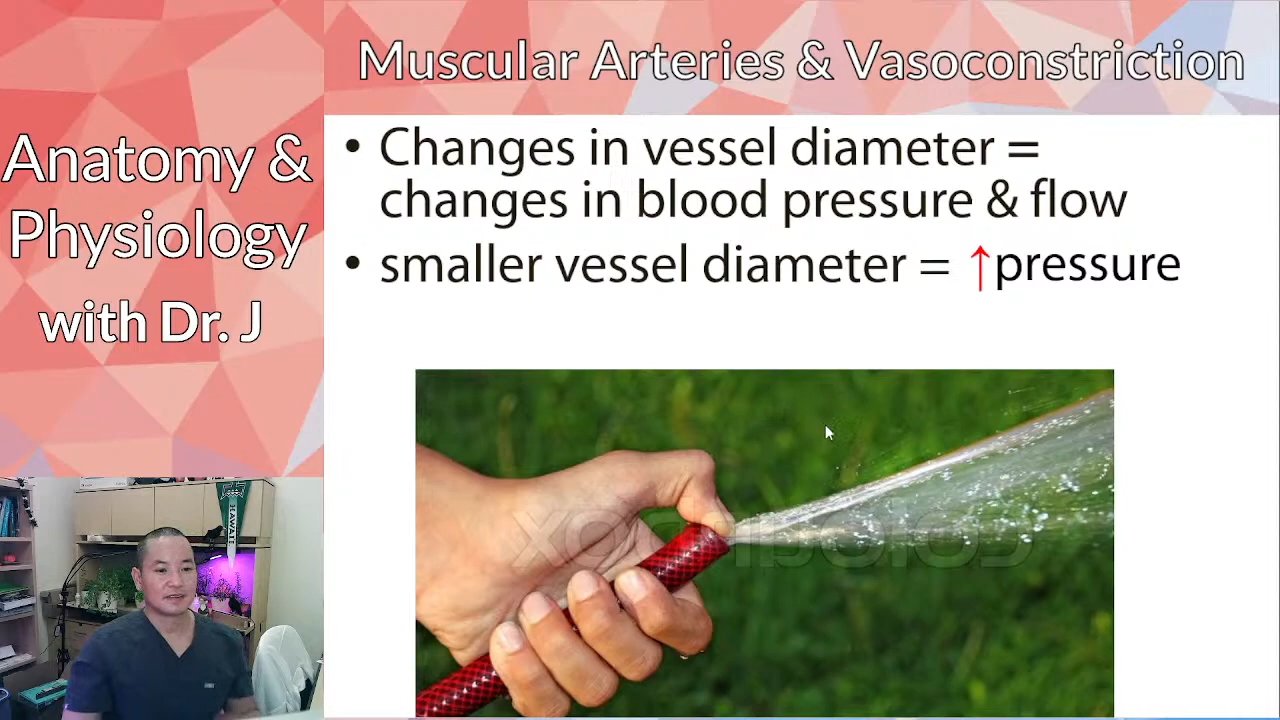 Muscular Arteries & Vasoconstriction
Anatomy &
Physiology
with Dr. J
• Changes in vessel diameter =
changes in blood pressure & flow
• smaller vessel diameter = ↑pressure
HAWAII